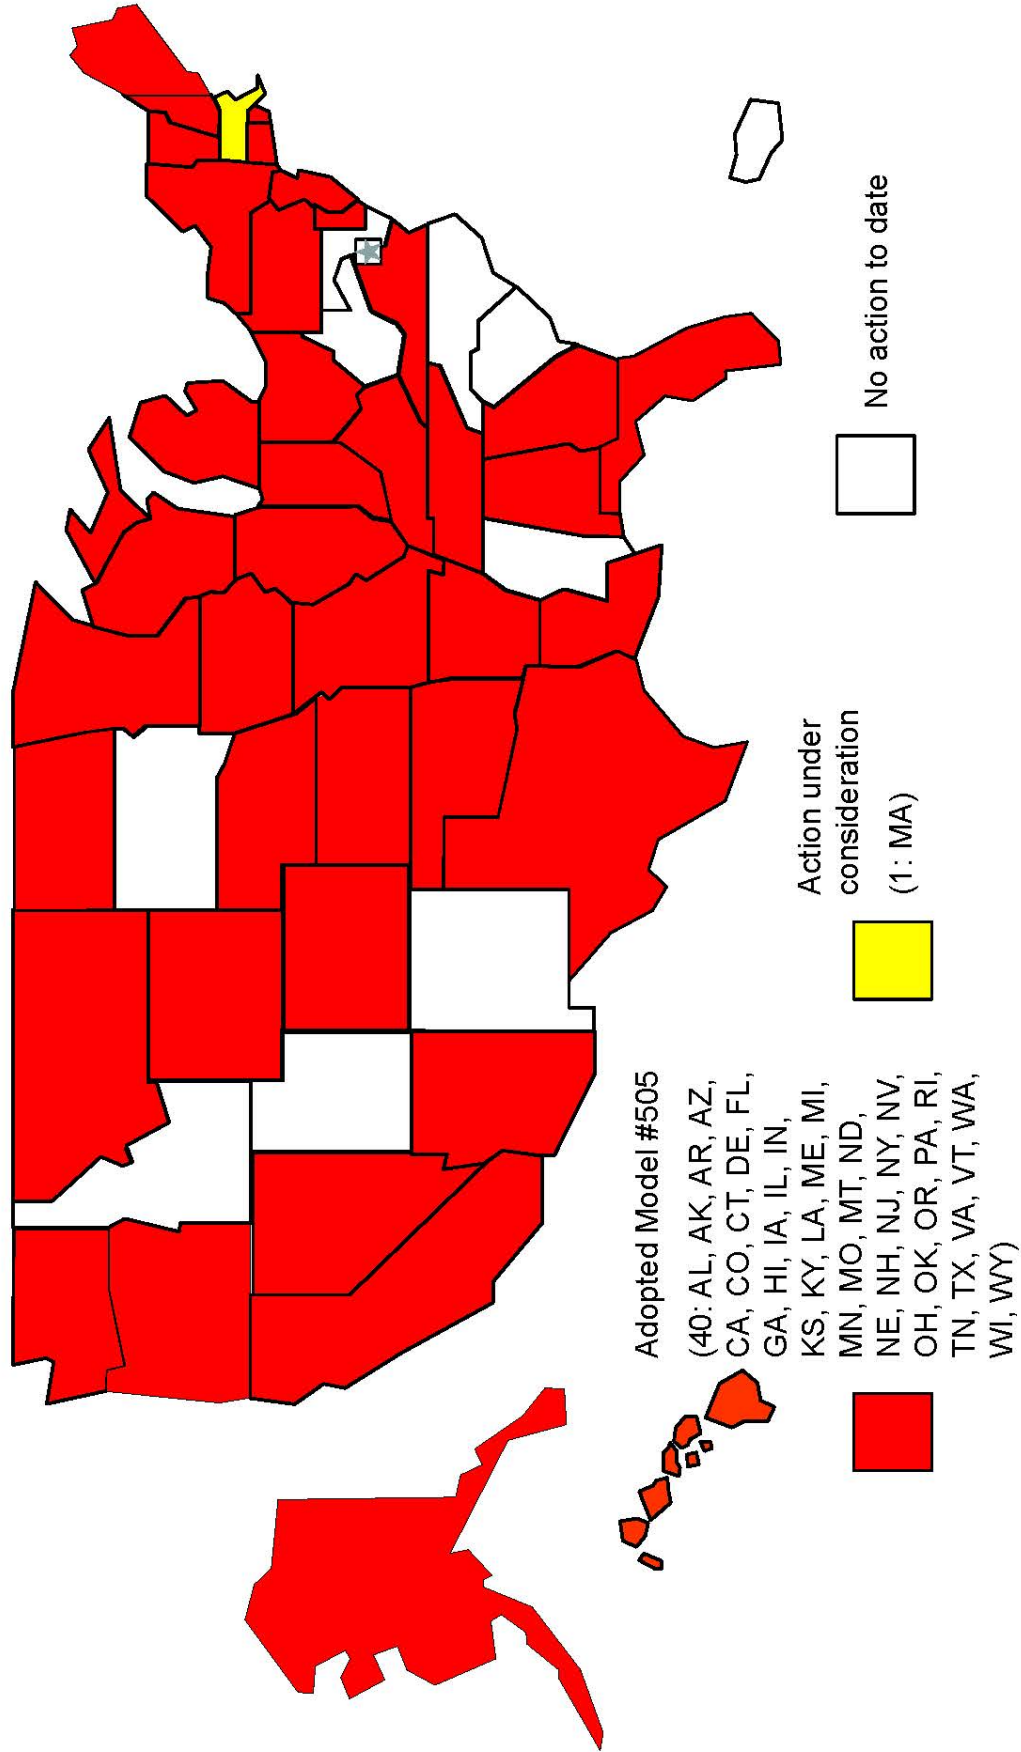 Adopted Model #505
(40: AL, AK, AR, AZ,
CA, CO, CT, DE, FL,
GA, HI, IA, IL, IN,
KS, KY, LA, ME, MI,
MN, MO, MT, ND,
NE, NH, NJ, NY, NV,
OH, OK, OR, PA, RI,
TN, TX, VA, VT, WA,
WI, WY)
Action under
consideration
(1: MA)
No action to date